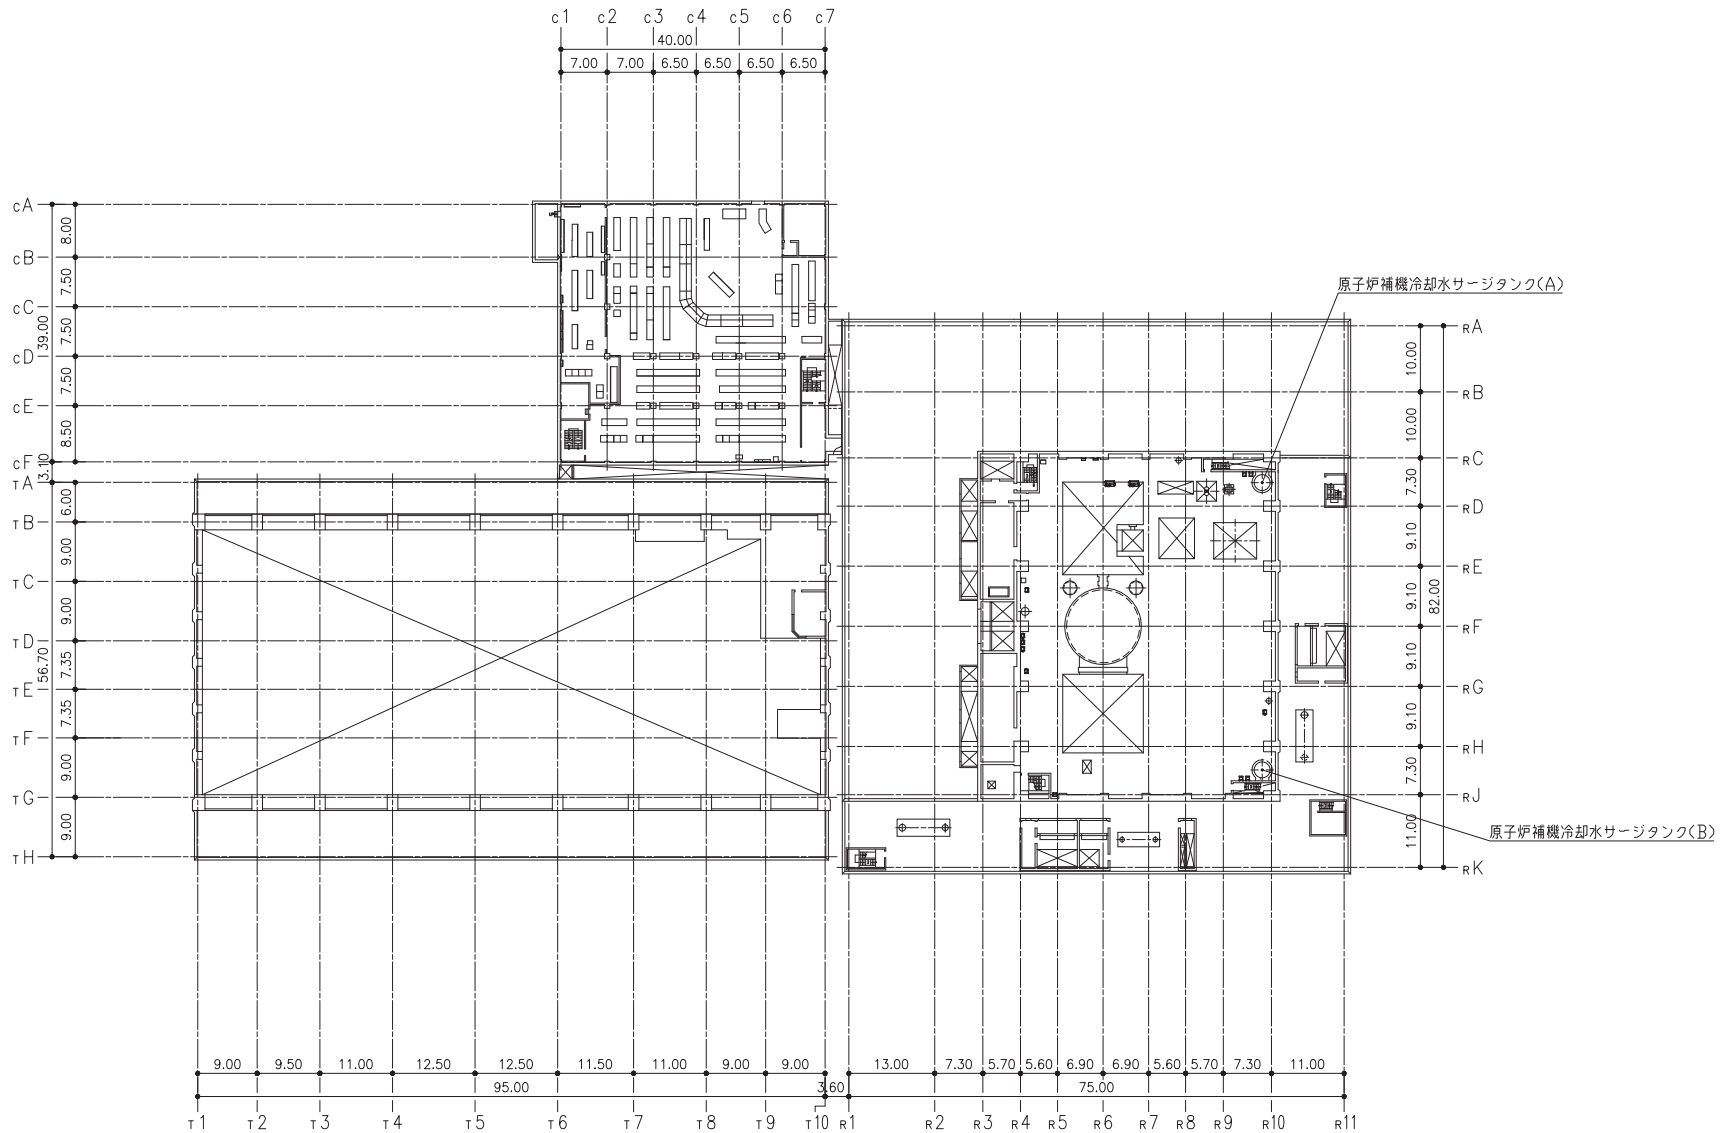 c1 c2 c3 c4 c5 c6 c7
40.00
7.00 7.00 6.50 6.50 6.50 6.50
cA
8.00
cB
7.50
cC
7.50
39.00
cD
7.50
cE
8.50
cF
3.10
TA
6.00
TB
9.00
TC
9.00
TD
7.35
56.70
TE
7.35
TF
9.00
TG
9.00
TH
原子炉補機冷却水サージタンク(A)
RA
10.00
RB
10.00
RC
7.30
RD
9.10
RE
9.10
82.00
RF
9.10
RG
9.10
RH
7.30
RJ
原子炉補機冷却水サージタンク(B)
11.00
RK
9.00 9.50 11.00 12.50 12.50 11.50 11.00 9.00 9.00 13.00 7.30 5.70 5.60 6.90 6.90 5.60 5.70 7.30 11.00
95.00 3.60 75.00
T1 T2 T3 T4 T5 T6 T7 T8 T9 T10 R1 R2 R3 R4 R5 R6 R7 R8 R9 R10 R11